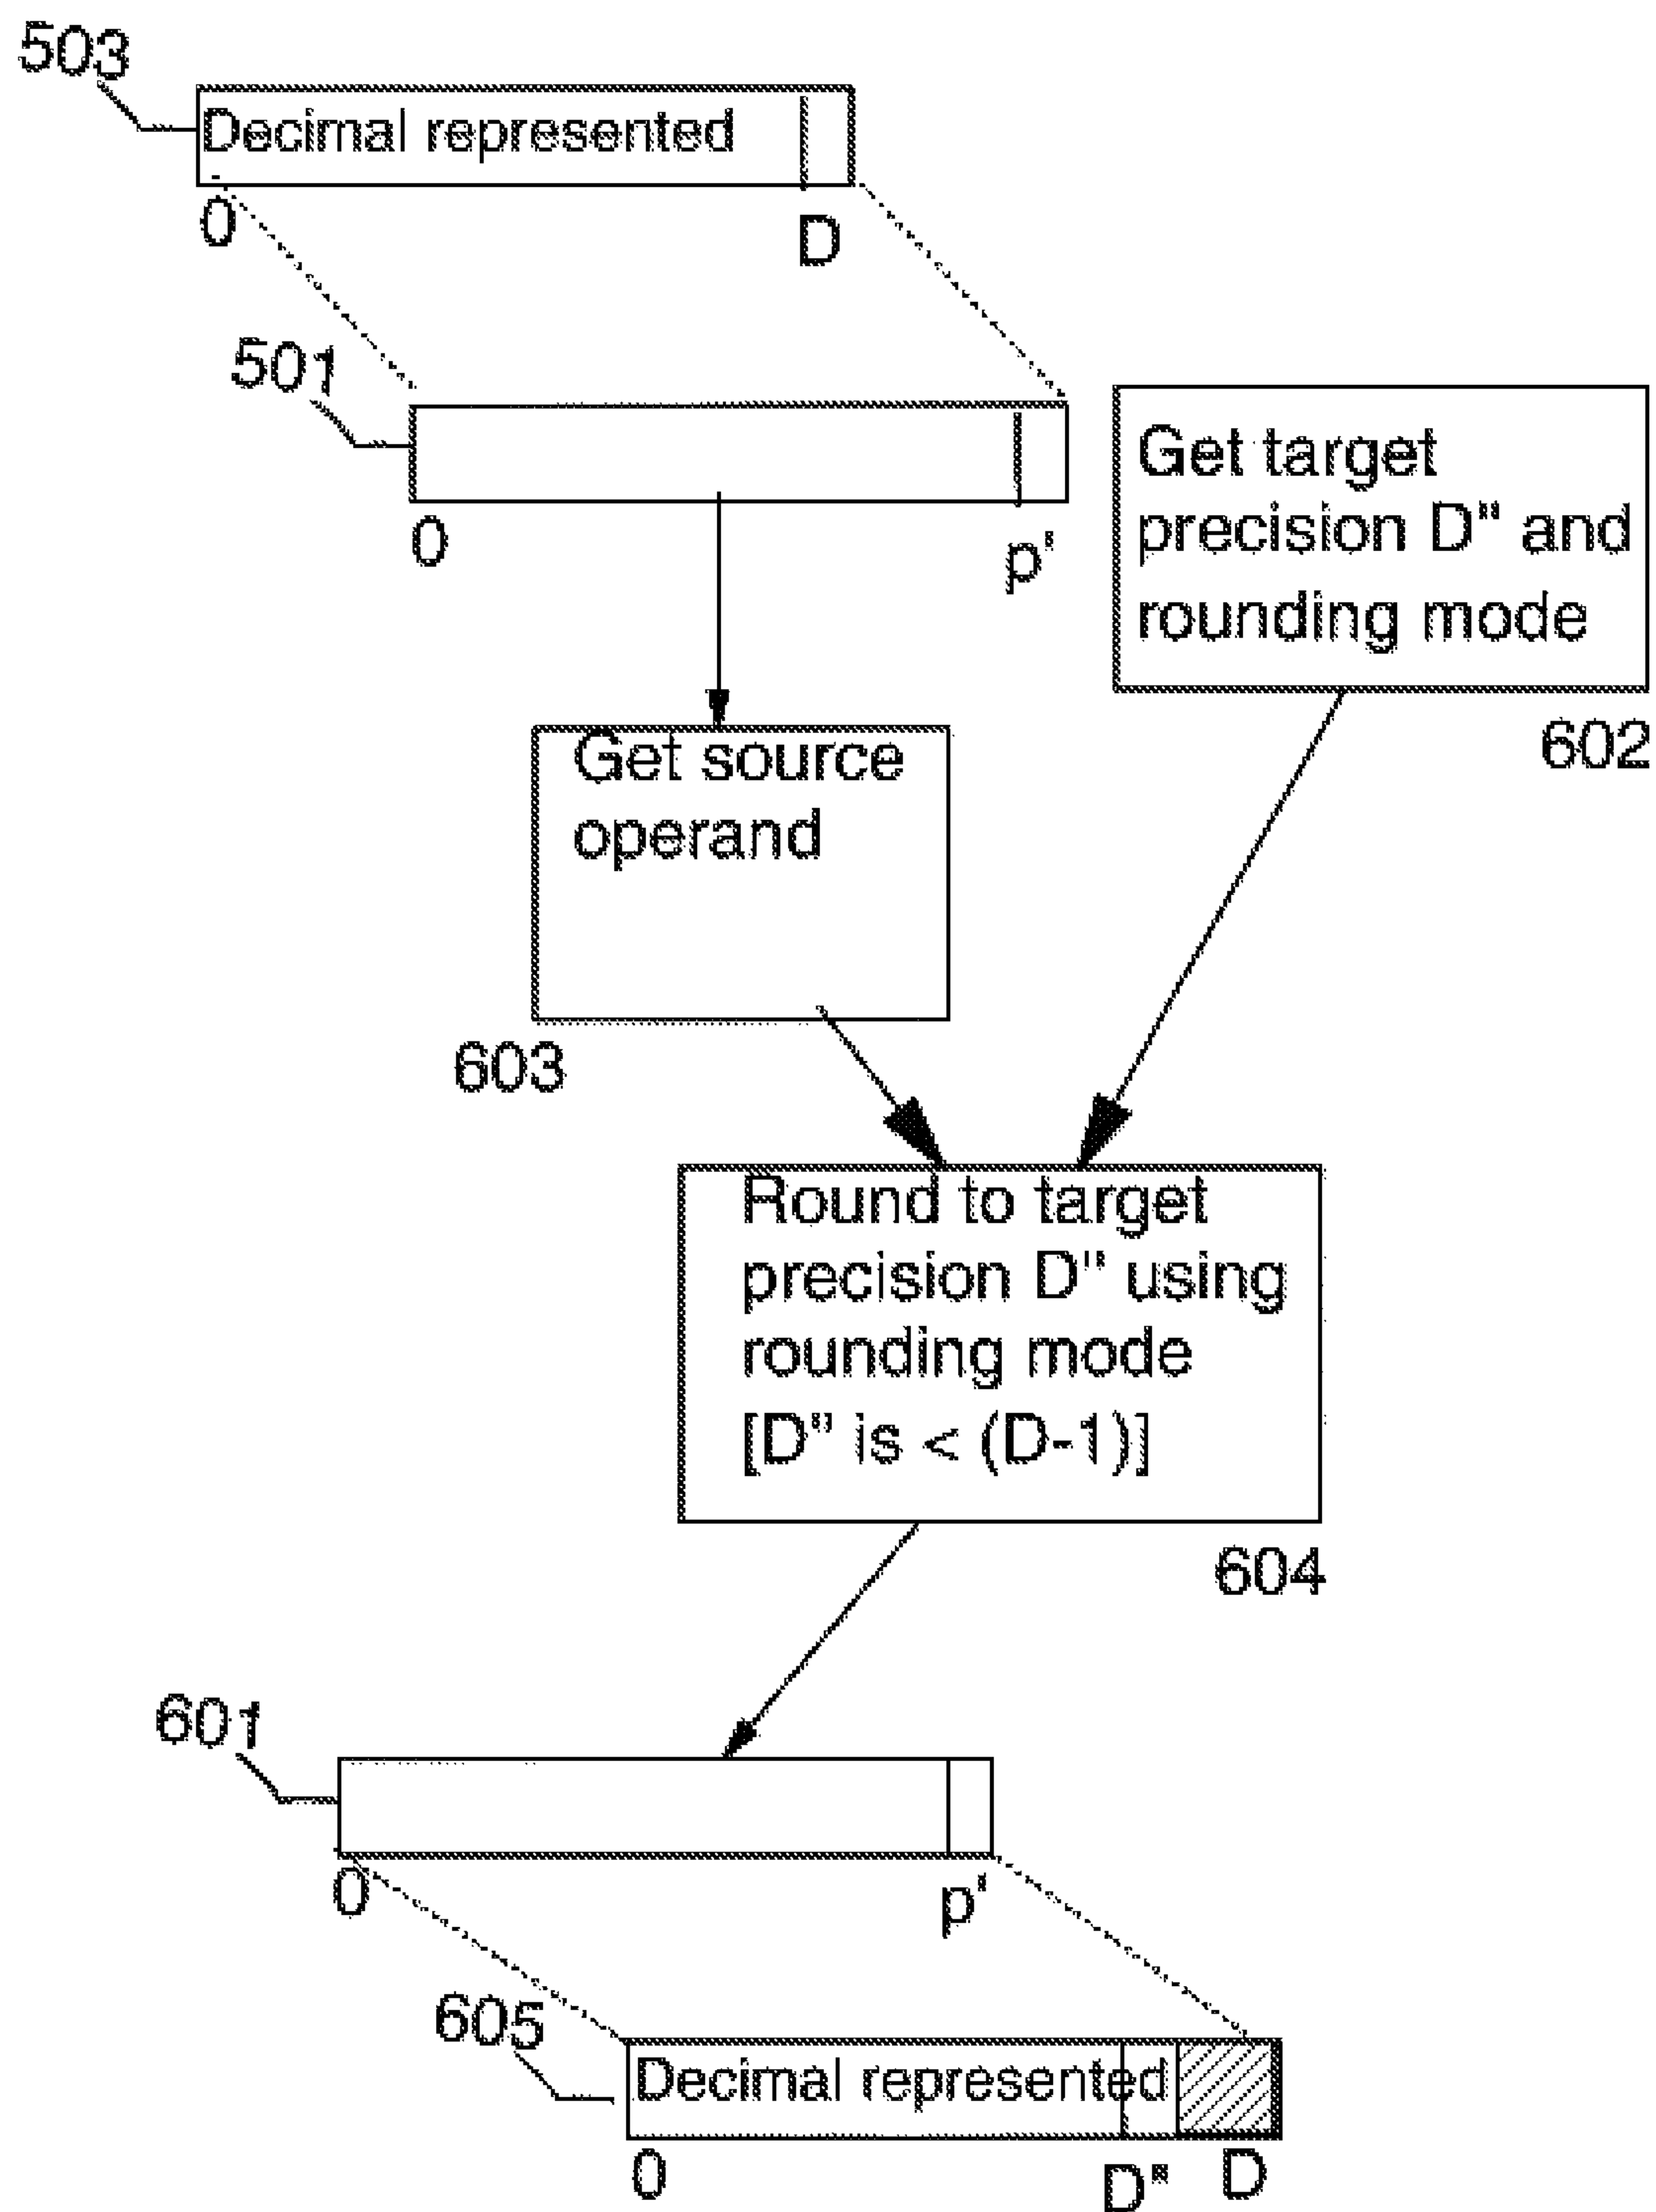 503
Decimal represented
0
D
501
0
p'
Get target
precision D" and
rounding mode
602
Get source
operand
603
Round to target
precision D" using
rounding mode
[D" is < (D-1)]
604
601
0
p'
605
Decimal represented
0
D"
D